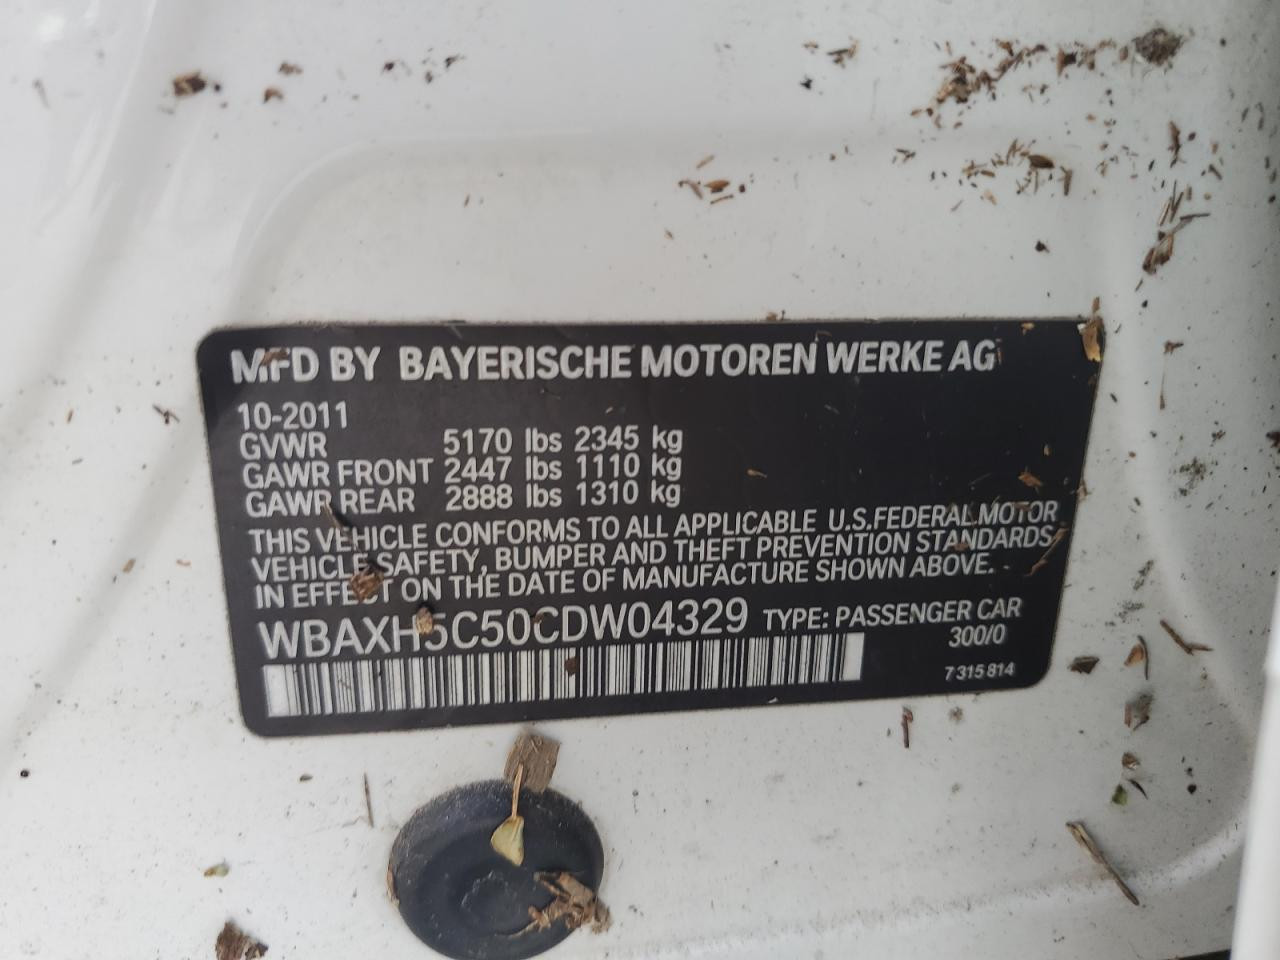 MFD BY BAYERISCHE MOTOREN WERKE AG
10-2011
GVWR 5170 lbs 2345 kg
GAWR FRONT 2447 lbs 1110 kg
GAWR REAR 2888 lbs 1310 kg
THIS VEHICLE CONFORMS TO ALL APPLICABLE U.S.FEDERAL MOTOR
VEHICLE SAFETY, BUMPER AND THEFT PREVENTION STANDARDS
IN EFFECT ON THE DATE OF MANUFACTURE SHOWN ABOVE.
WBAXH5C50CDW04329 TYPE: PASSENGER CAR
300/0
7 315 814